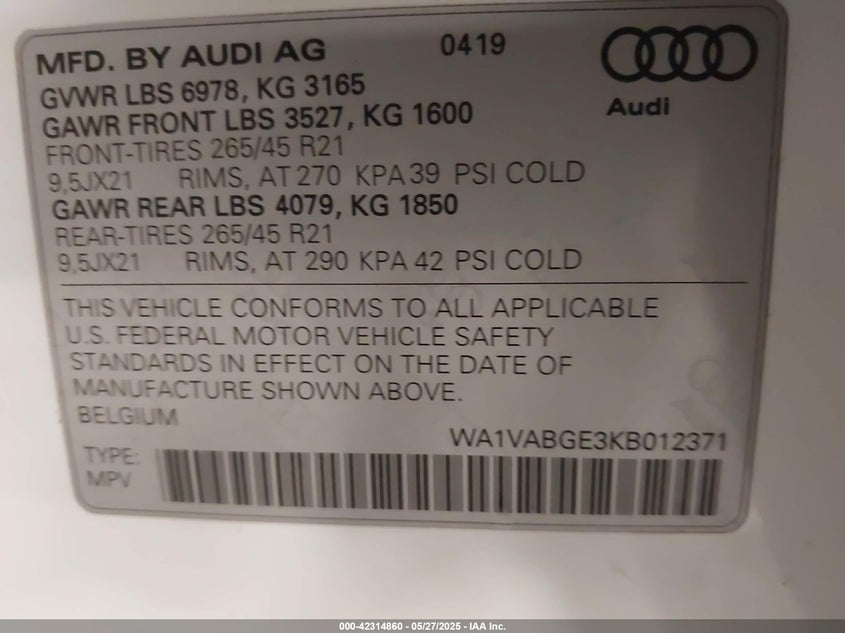 MFD. BY AUDI AG 0419
Audi
GVWR LBS 6978, KG 3165
GAWR FRONT LBS 3527, KG 1600
FRONT-TIRES 265/45 R21
9,5JX21 RIMS, AT 270 KPA 39 PSI COLD
GAWR REAR LBS 4079, KG 1850
REAR-TIRES 265/45 R21
9,5JX21 RIMS, AT 290 KPA 42 PSI COLD
THIS VEHICLE CONFORMS TO ALL APPLICABLE
U.S. FEDERAL MOTOR VEHICLE SAFETY
STANDARDS IN EFFECT ON THE DATE OF
MANUFACTURE SHOWN ABOVE.
BELGIUM
WA1VABGE3KB012371
TYPE:
MPV
000-42314860 - 05/27/2025 - IAA Inc.